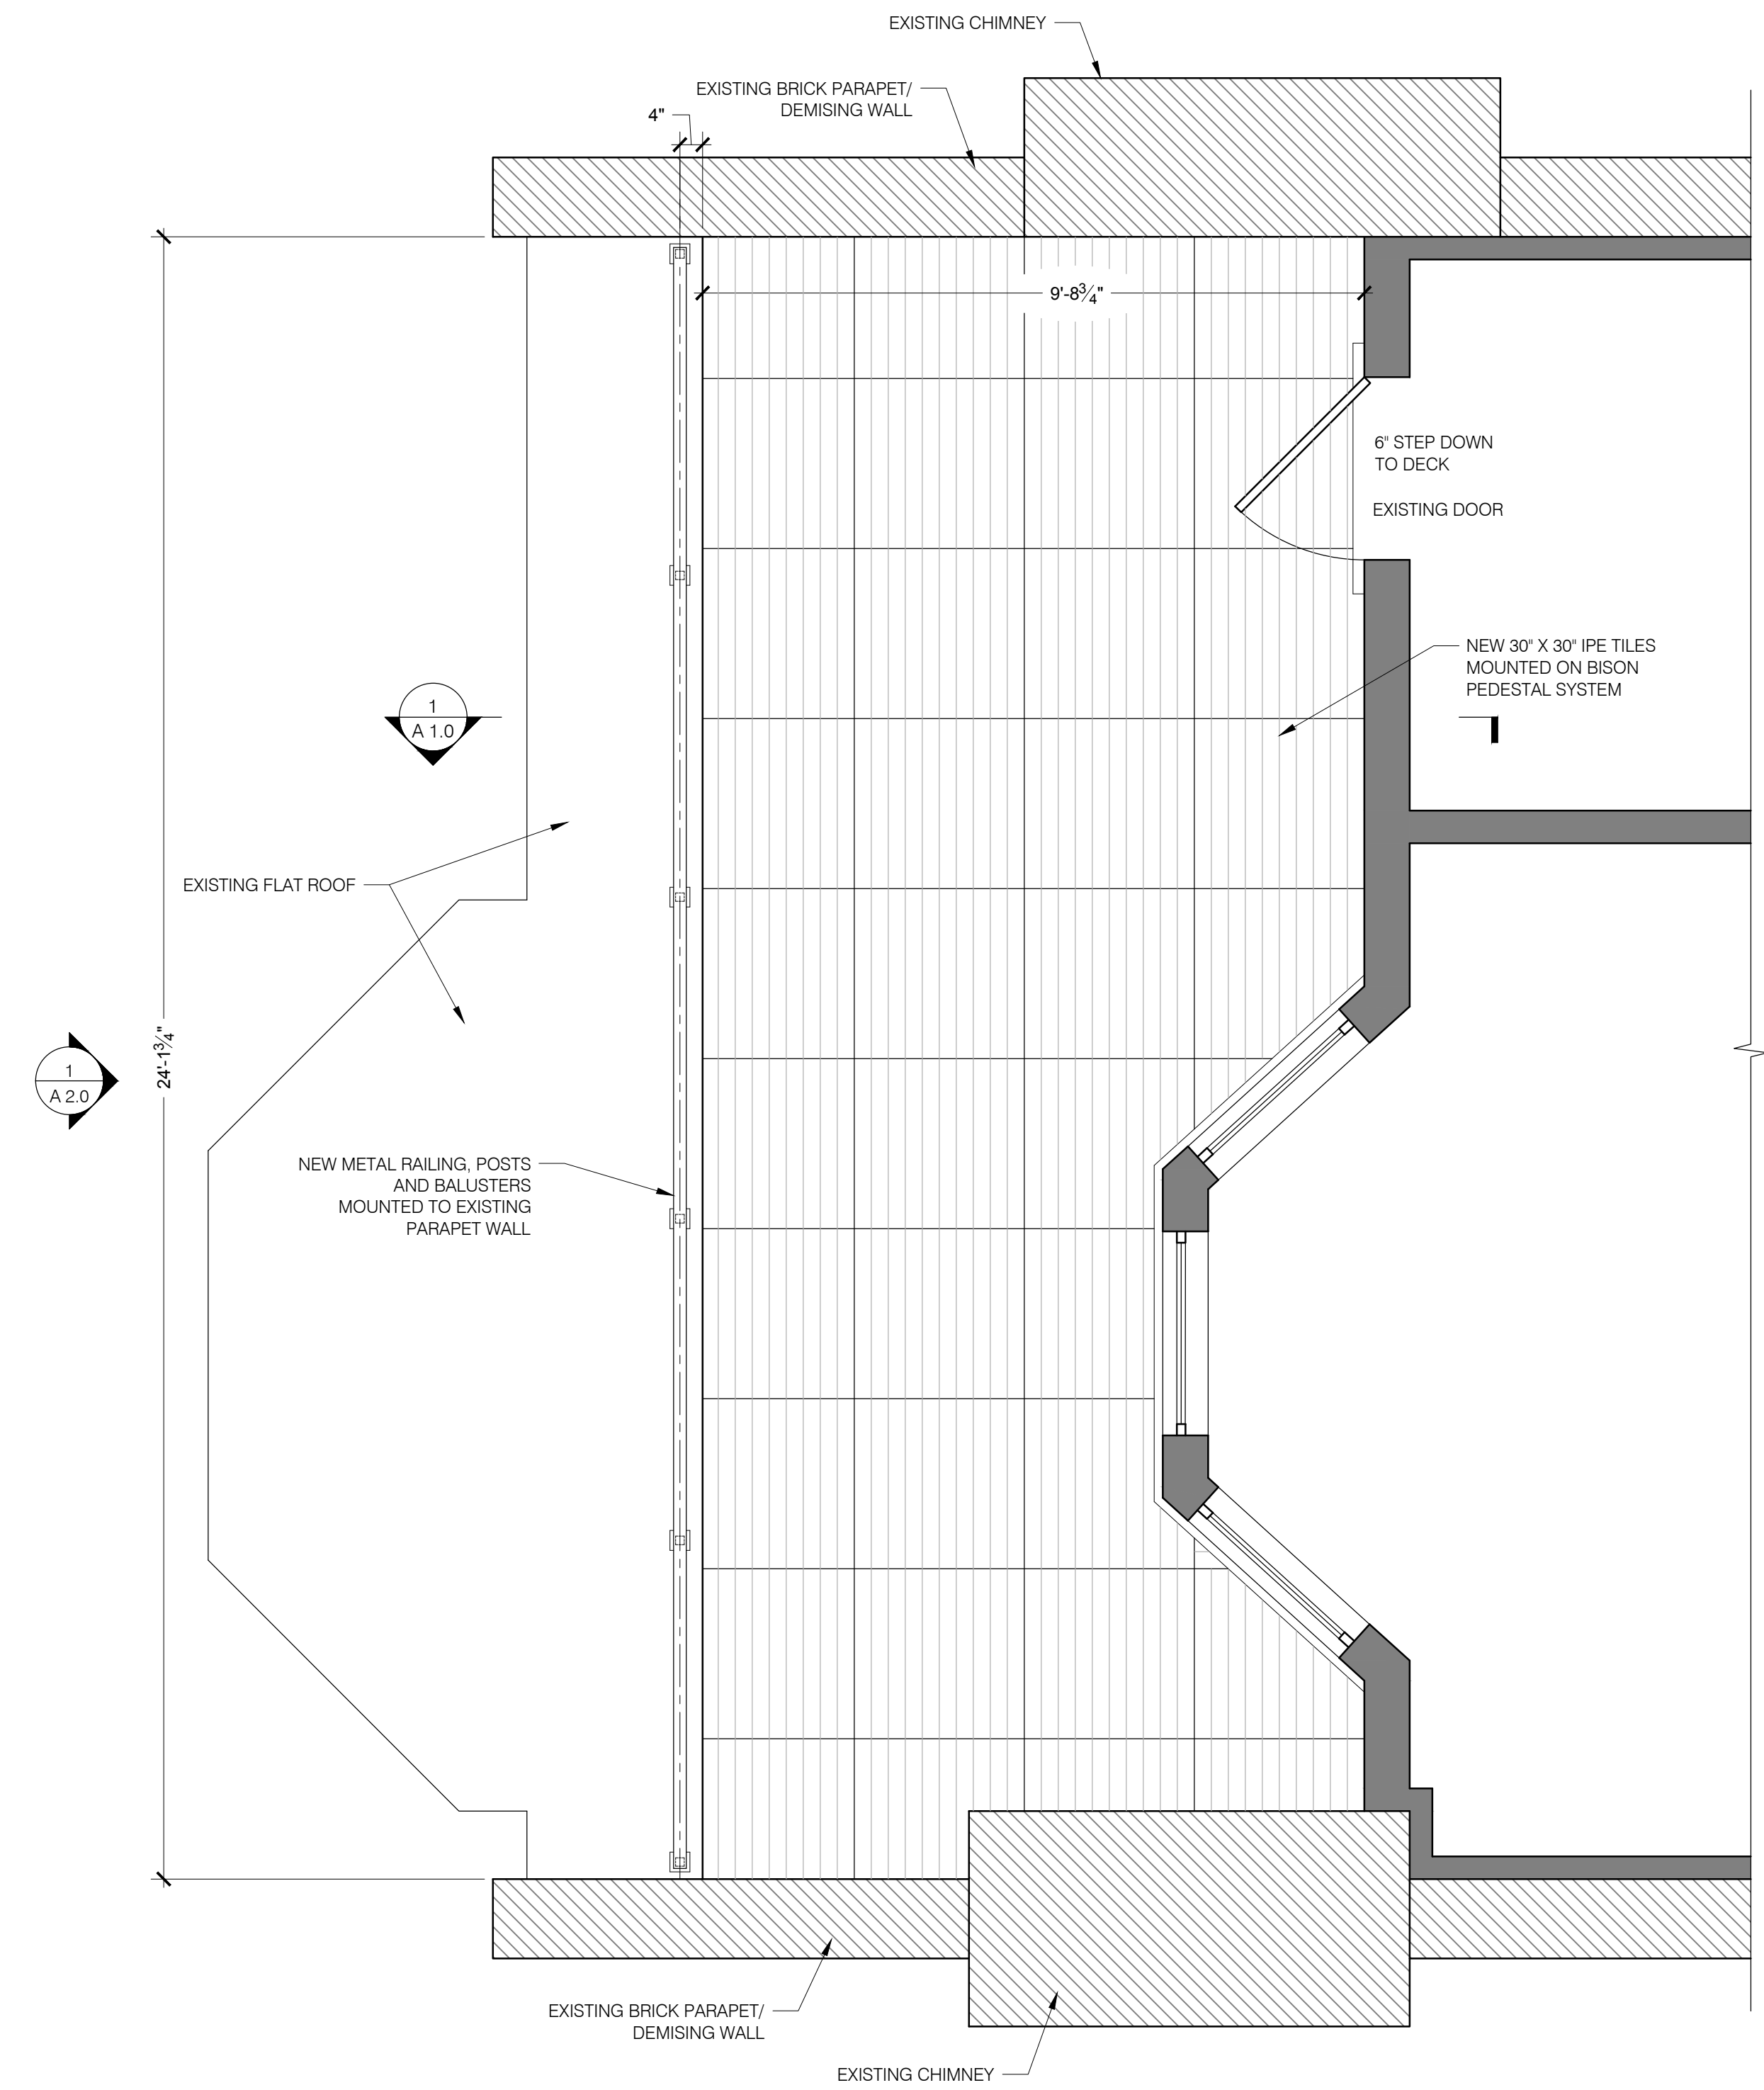 EXISTING CHIMNEY
EXISTING BRICK PARAPET/
DEMISING WALL
4"
9'-8¾"
6" STEP DOWN
TO DECK
EXISTING DOOR
NEW 30" X 30" IPE TILES
MOUNTED ON BISON
PEDESTAL SYSTEM
1
A 1.0
EXISTING FLAT ROOF
24'-1¾"
1
A 2.0
NEW METAL RAILING, POSTS
AND BALUSTERS
MOUNTED TO EXISTING
PARAPET WALL
EXISTING BRICK PARAPET/
DEMISING WALL
EXISTING CHIMNEY